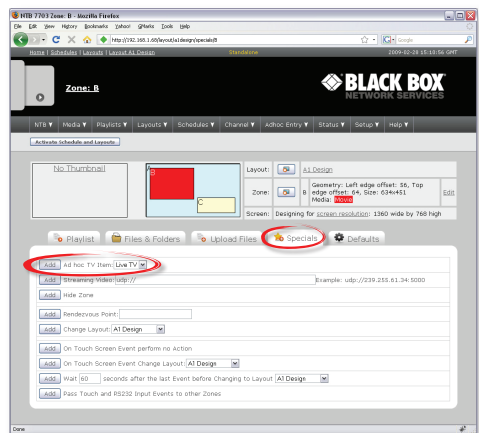 NTB 7703 Zone: B - Mozilla Firefox
File Edit View History Bookmarks Yahoo! QMarks Tools Help
http://192.168.1.68/layout/a1design/specials/B
Google
Home | Schedules | Layouts | Layout A1 Design
Standalone
2009-02-28 15:10:56 GMT
Zone: B
BLACK BOX
NETWORK SERVICES
NTB Media Playlists Layouts Schedules Channel Adhoc Entry Status Setup Help
Activate Schedule and Layouts
No Thumbnail
A
B
C
Layout: A1 Design
Zone: B Geometry: Left edge offset: 56, Top edge offset: 64, Size: 634x451 Media: Movie Edit
Screen: Designing for screen resolution: 1360 wide by 768 high
Playlist Files & Folders Upload Files Specials Defaults
Add Ad hoc TV Item: Live TV
Add Streaming Video: udp:// Example: udp://239.255.61.34:5000
Add Hide Zone
Add Rendezvous Point:
Add Change Layout: A1 Design
Add On Touch Screen Event perform no Action
Add On Touch Screen Event Change Layout: A1 Design
Add Wait 60 seconds after the last Event before Changing to Layout A1 Design
Add Pass Touch and RS232 Input Events to other Zones
Done